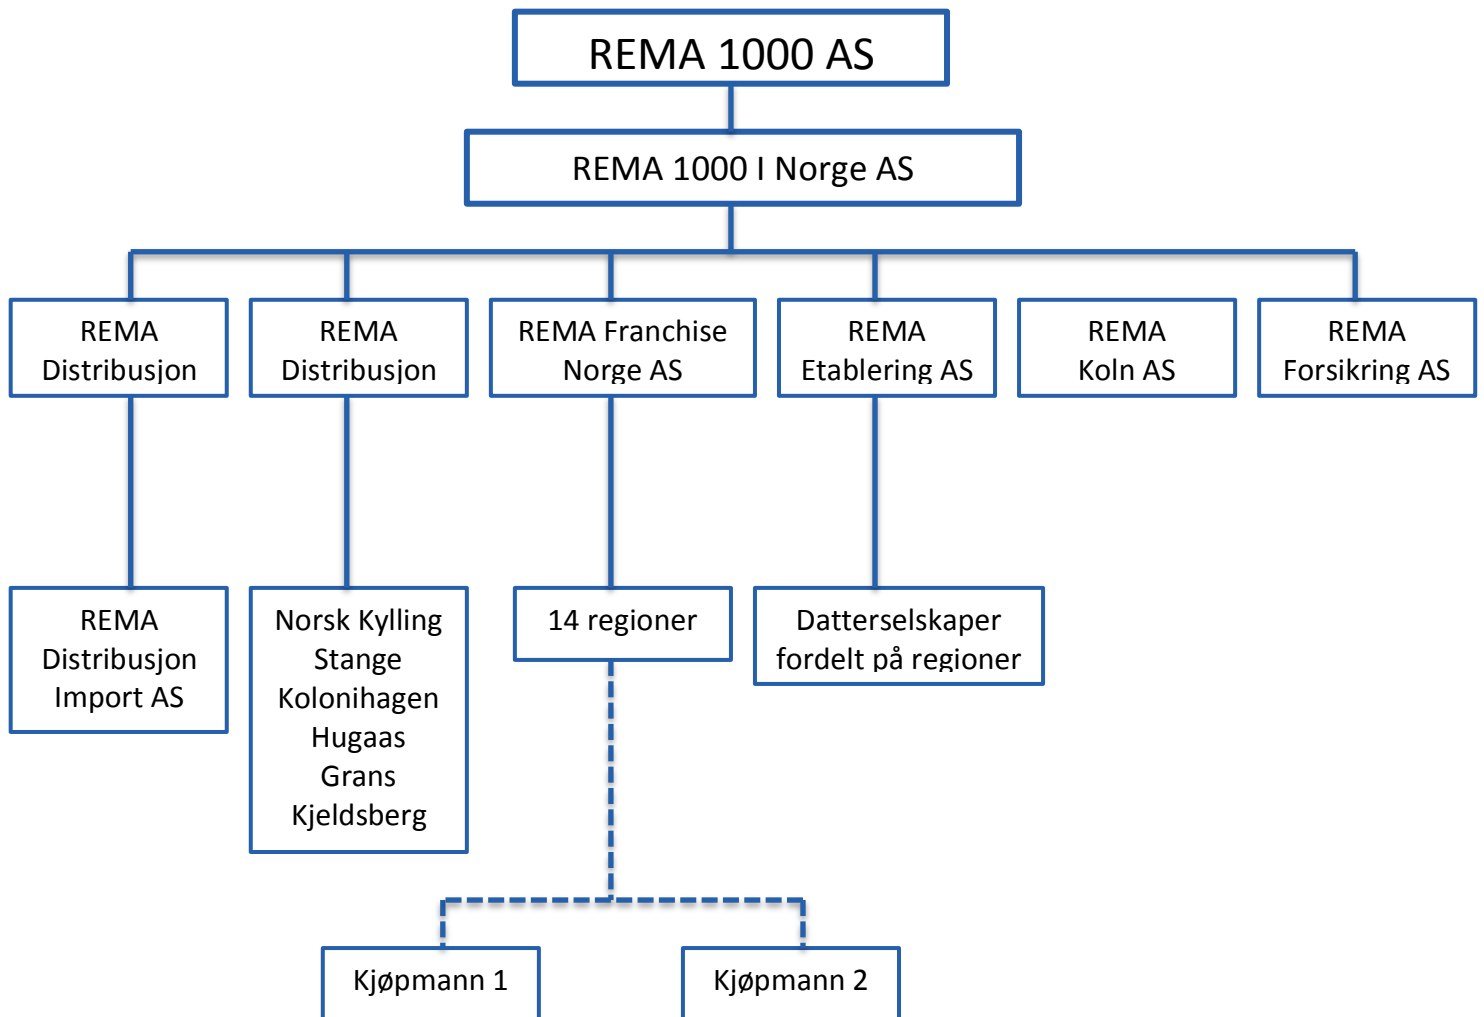 REMA 1000 AS
REMA 1000 I Norge AS
REMA
Distribusjon
REMA
Distribusjon
REMA Franchise
Norge AS
REMA
Etablering AS
REMA
Koln AS
REMA
Forsikring AS
REMA
Distribusjon
Import AS
Norsk Kylling
Stange
Kolonihagen
Hugaas
Grans
Kjeldsberg
14 regioner
Datterselskaper
fordelt på regioner
Kjøpmann 1
Kjøpmann 2